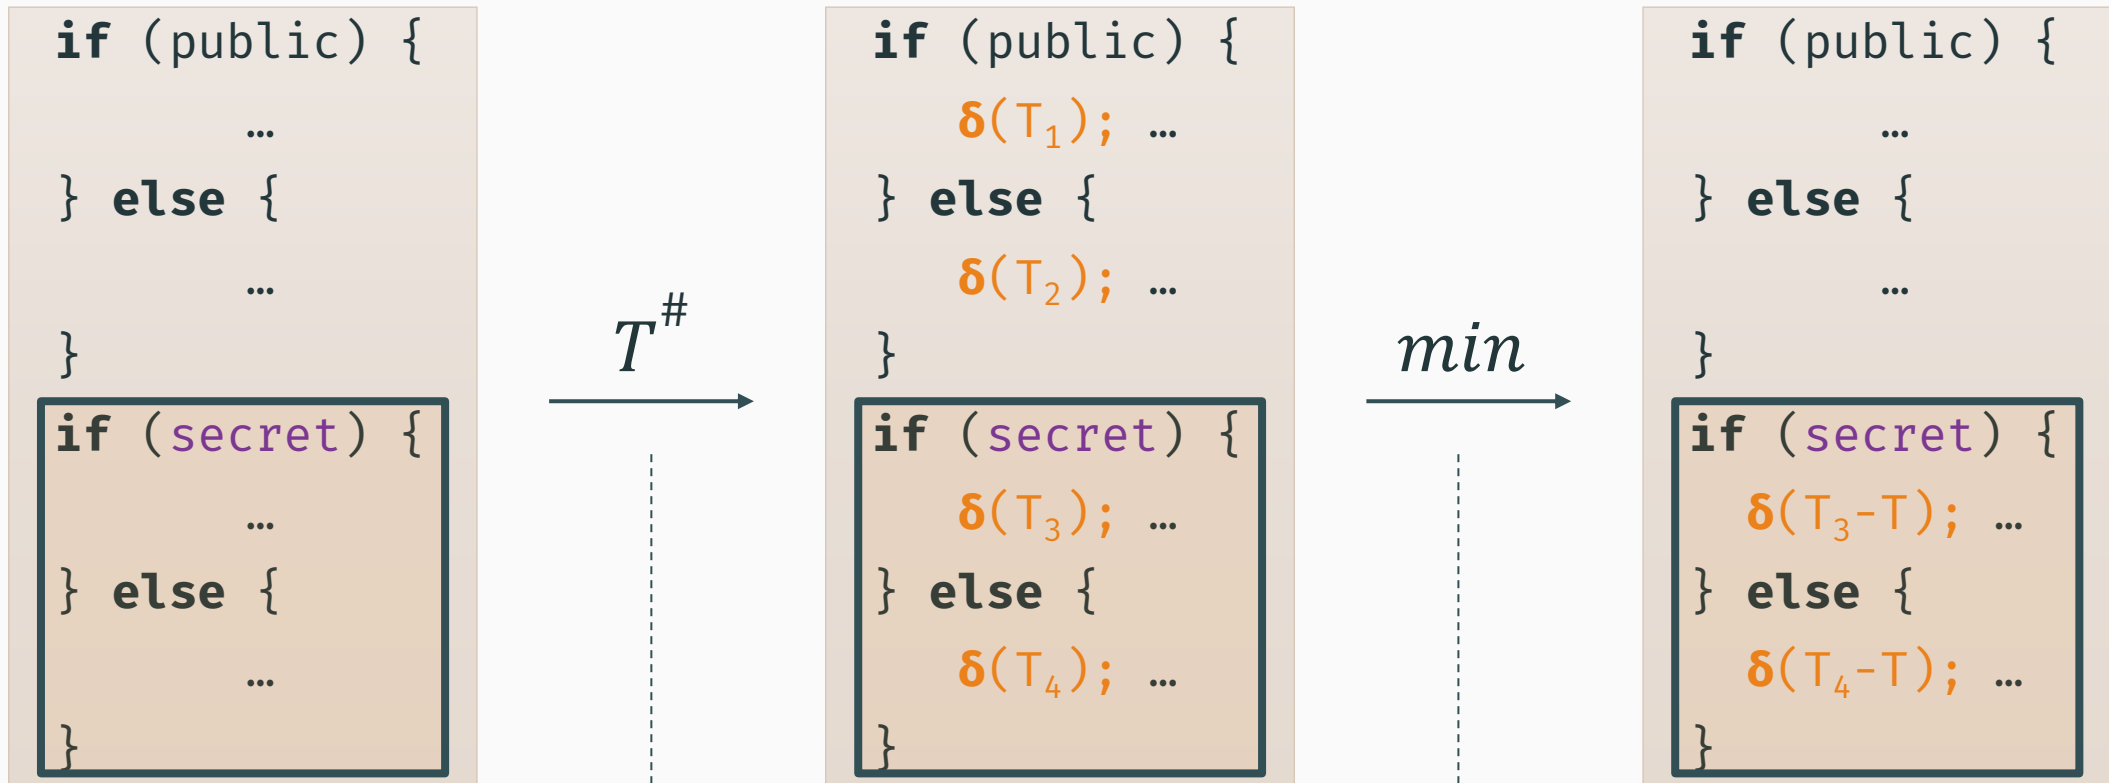 if (public) {
…
} else {
…
}
if (secret) {
…
} else {
…
}
T#
if (public) {
δ(T₁); …
} else {
δ(T₂); …
}
if (secret) {
δ(T₃); …
} else {
δ(T₄); …
}
min
if (public) {
…
} else {
…
}
if (secret) {
δ(T₃-T); …
} else {
δ(T₄-T); …
}